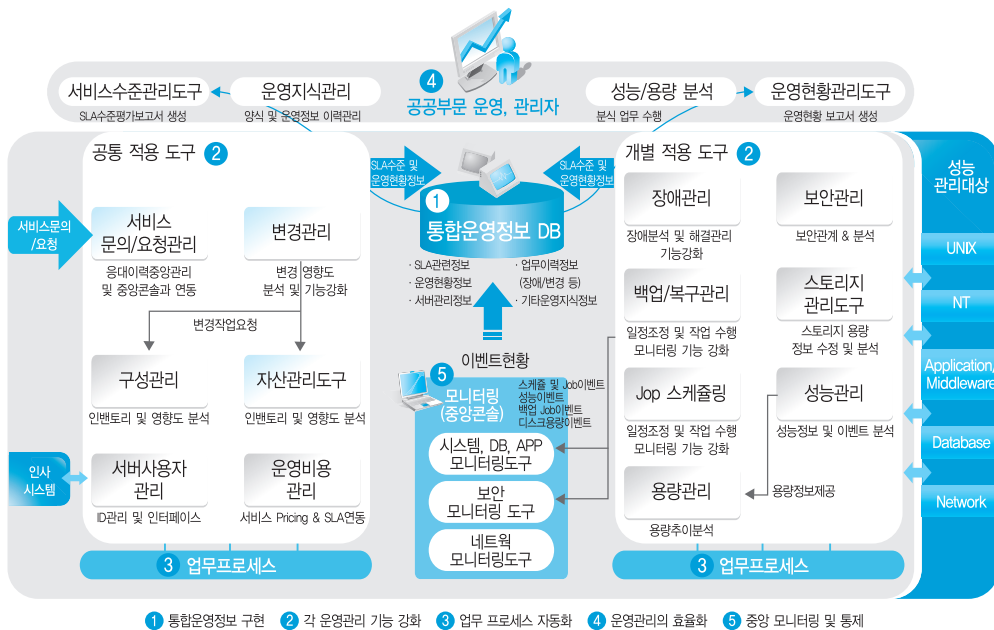 4
공공부문 운영, 관리자
서비스수준관리도구
SLA수준평가보고서 생성
운영지식관리
양식 및 운영정보 이력관리
성능/용량 분석
분식 업무 수행
운영현황관리도구
운영현황 보고서 생성
공통 적용 도구 2
서비스문의
/요청
서비스
문의/요청관리
응대이력중앙관리
및 중앙콘솔과 연동
변경관리
변경 영향도
분석 및 기능강화
변경작업요청
구성관리
인밴토리 및 영향도 분석
자산관리도구
인밴토리 및 영향도 분석
인사
시스템
서버사용자
관리
ID관리 및 인터페이스
운영비용
관리
서비스 Pricing & SLA연동
3 업무프로세스
SLA수준 및
운영현황정보
SLA수준 및
운영현황정보
1
통합운영정보 DB
· SLA관련정보
· 운영현황정보
· 서버관리정보
· 업무이력정보
(장애/변경 등)
· 기타운영지식정보
이벤트현황
5
모니터링
(중앙콘솔)
스케쥴 및 Job이벤트
성능이벤트
백업 Job이벤트
디스크용량이벤트
시스템, DB, APP
모니터링도구
보안
모니터링 도구
네트웍
모니터링도구
개별 적용 도구 2
장애관리
장애분석 및 해결관리
기능강화
보안관리
보안관계 & 분석
백업/복구관리
일정조정 및 작업 수행
모니터링 기능 강화
스토리지
관리도구
스토리지 용량
정보 수정 및 분석
Jop 스케쥴링
일정조정 및 작업 수행
모니터링 기능 강화
성능관리
성능정보 및 이벤트 분석
용량관리
용량추이분석
용량정보제공
3 업무프로세스
성능
관리대상
UNIX
NT
Application,
Middleware
Database
Network
1 통합운영정보 구현 2 각 운영관리 기능 강화 3 업무 프로세스 자동화 4 운영관리의 효율화 5 중앙 모니터링 및 통제